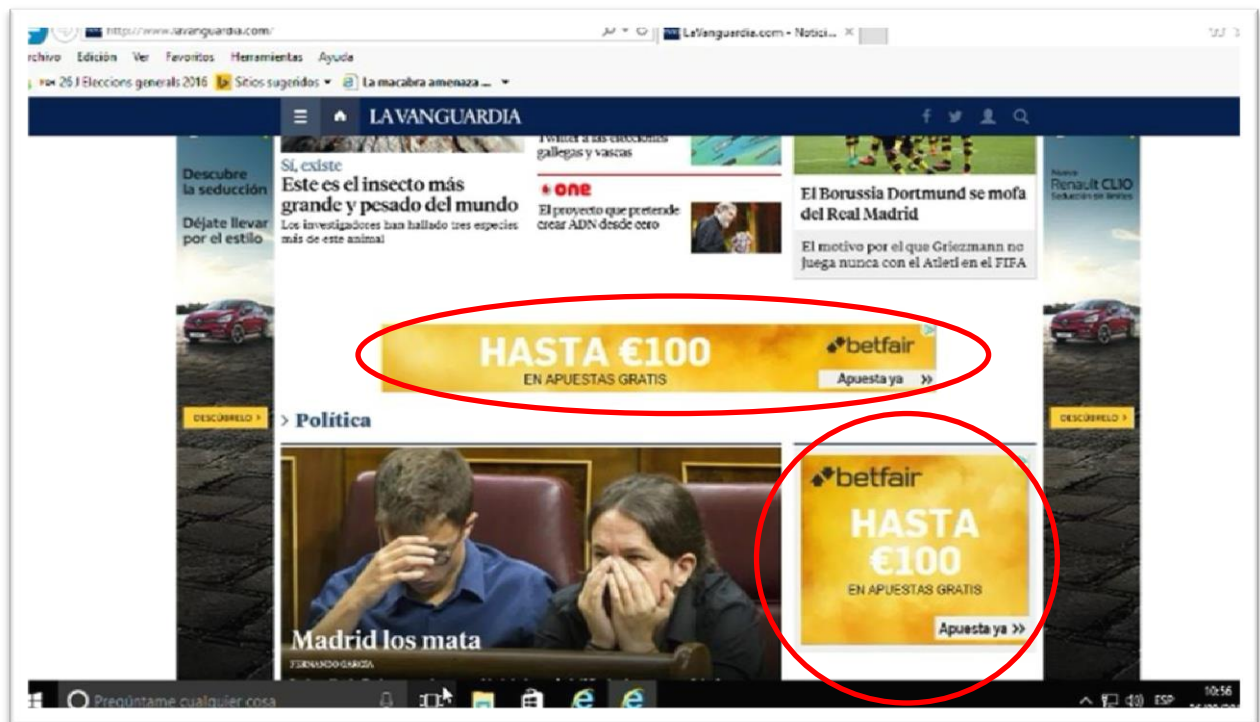 http://www.lavanguardia.com/
LaVanguardia.com - Notici...
rchivo Edición Ver Favoritos Herramientas Ayuda
26 J Eleccions generals 2016 Sitios sugeridos La macabra amenaza ...
LA VANGUARDIA
Descubre
la seducción
Déjate llevar
por el estilo
DESCÚBRELO >
Sí, existe
Este es el insecto más
grande y pesado del mundo
Los investigadores han hallado tres especies
más de este animal
Twitter a las elecciones
gallegas y vascas
one
El proyecto que pretende
crear ADN desde cero
El Borussia Dortmund se mofa
del Real Madrid
El motivo por el que Griezmann no
juega nunca con el Atleti en el FIFA
Nuevo
Renault CLIO
DESCÚBRELO >
HASTA €100
EN APUESTAS GRATIS
betfair
Apuesta ya »
> Política
Madrid los mata
FERNANDO GARCÍA
betfair
HASTA
€100
EN APUESTAS GRATIS
Apuesta ya »
Pregúntame cualquier cosa
ESP
10:56